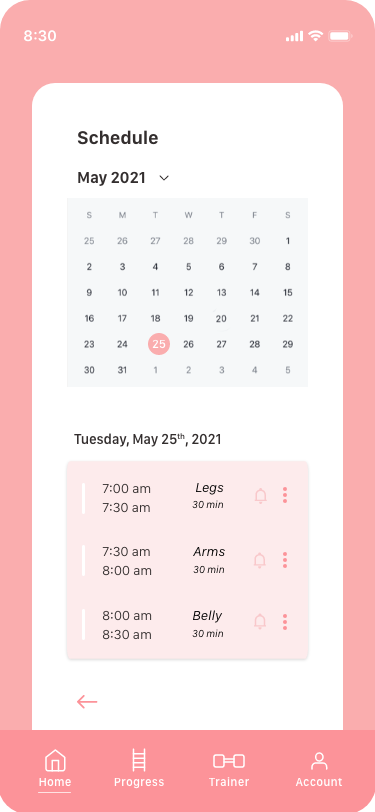 8:30
Schedule
May 2021
S M T W T F S
25 26 27 28 29 30 1
2 3 4 5 6 7 8
9 10 11 12 13 14 15
16 17 18 19 20 21 22
23 24 25 26 27 28 29
30 31 1 2 3 4 5
Tuesday, May 25th, 2021
7:00 am Legs
7:30 am 30 min
7:30 am Arms
8:00 am 30 min
8:00 am Belly
8:30 am 30 min
Home Progress Trainer Account